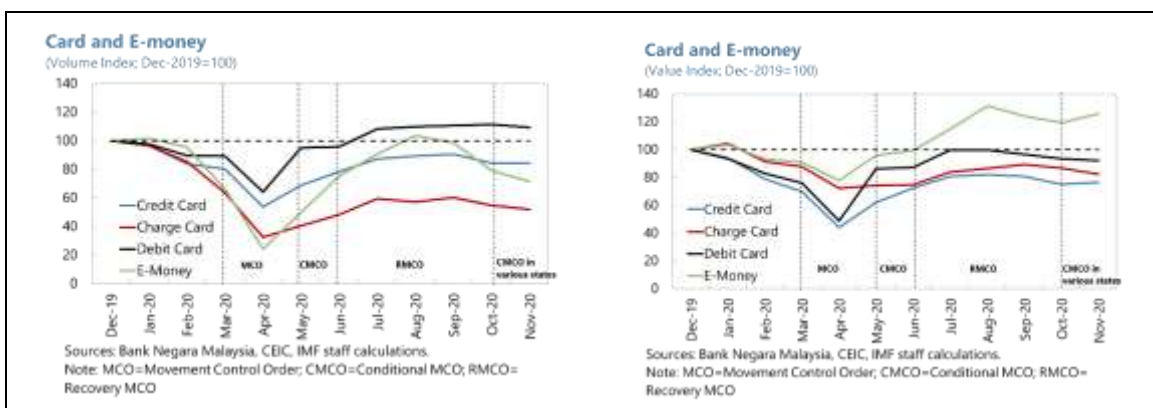 Card and E-money
(Volume Index; Dec-2019=100)
140
120
100
80
60
40
20
0
Credit Card
Charge Card
Debit Card
E-Money
MCO
CMCO
RMCO
CMCO in
various states
Dec-19
Jan-20
Feb-20
Mar-20
Apr-20
May-20
Jun-20
Jul-20
Aug-20
Sep-20
Oct-20
Nov-20
Sources: Bank Negara Malaysia, CEIC, IMF staff calculations.
Note: MCO=Movement Control Order; CMCO=Conditional MCO; RMCO=
Recovery MCO
Card and E-money
(Value Index; Dec-2019=100)
140
120
100
80
60
40
20
0
Credit Card
Charge Card
Debit Card
E-Money
MCO
CMCO
RMCO
CMCO in
various states
Dec-19
Jan-20
Feb-20
Mar-20
Apr-20
May-20
Jun-20
Jul-20
Aug-20
Sep-20
Oct-20
Nov-20
Sources: Bank Negara Malaysia, CEIC, IMF staff calculations.
Note: MCO=Movement Control Order; CMCO=Conditional MCO; RMCO=
Recovery MCO